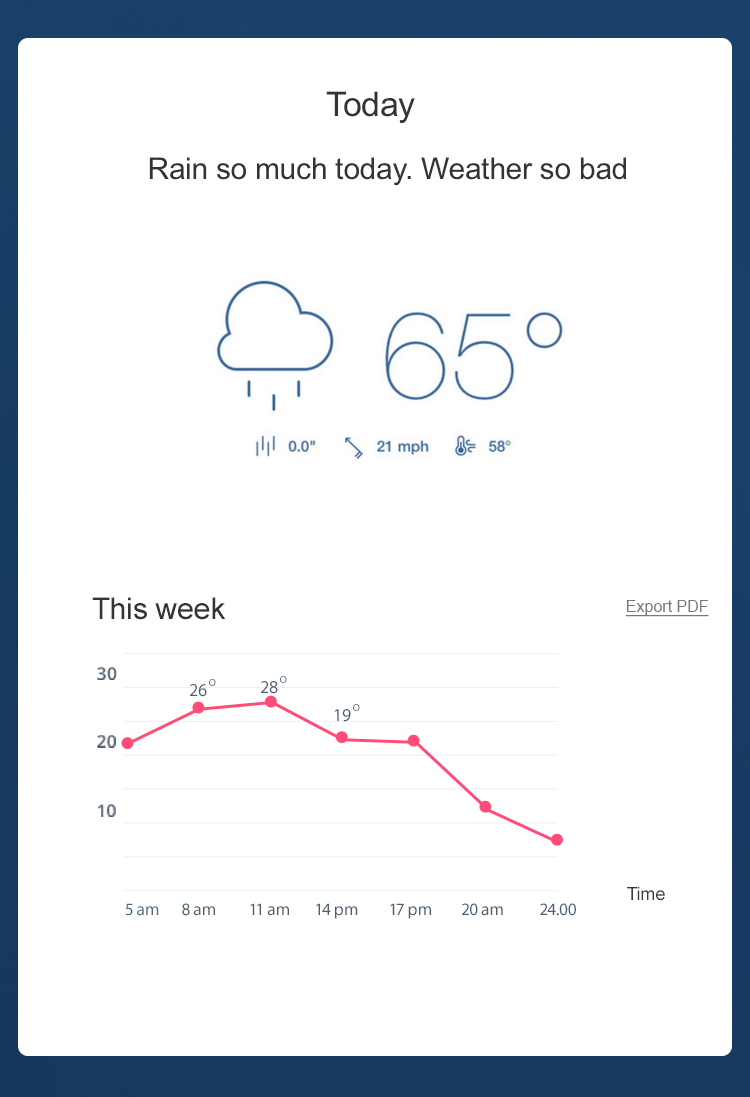 Today
Rain so much today. Weather so bad
65°
0.0" 21 mph 58°
This week
Export PDF
30
26° 28°
19°
20
10
Time
5 am 8 am 11 am 14 pm 17 pm 20 am 24.00